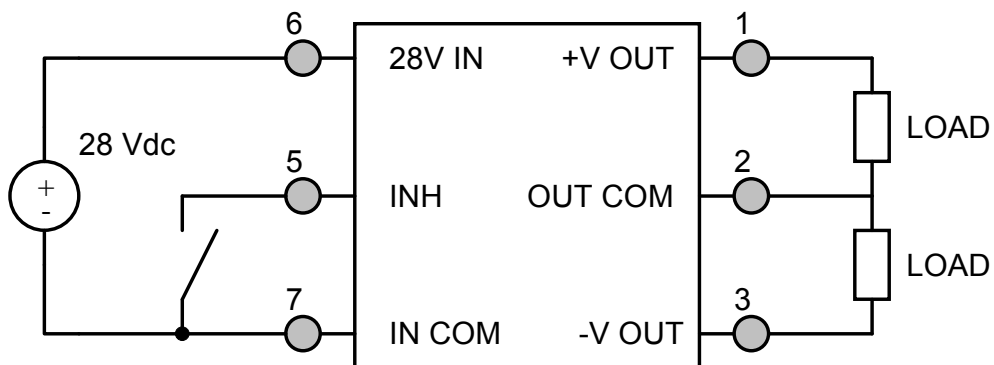 6
28V IN
+V OUT
1
28 Vdc
+
-
LOAD
5
INH
OUT COM
2
7
IN COM
-V OUT
3
LOAD